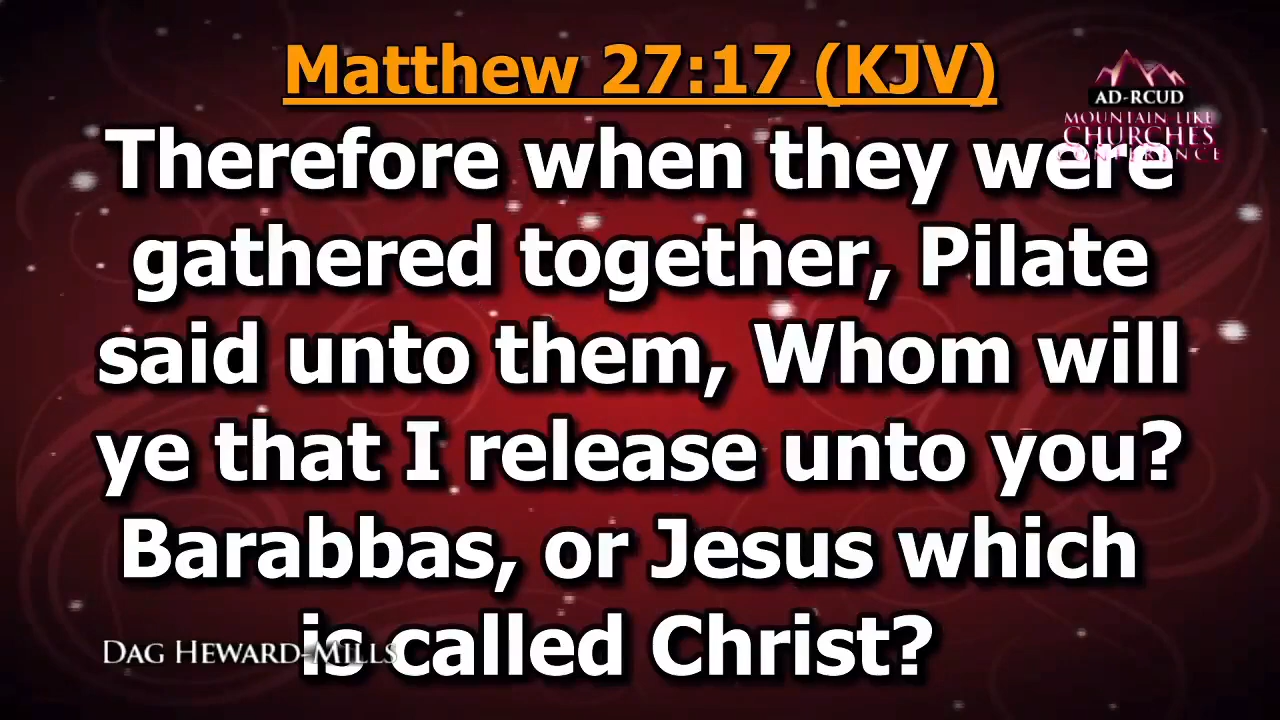 Matthew 27:17 (KJV)
AD-RCUD
MOUNTAIN LIKE
CHURCHES
CONFERENCE
Therefore when they were
gathered together, Pilate
said unto them, Whom will
ye that I release unto you?
Barabbas, or Jesus which
is called Christ?
DAG HEWARD-MILLS